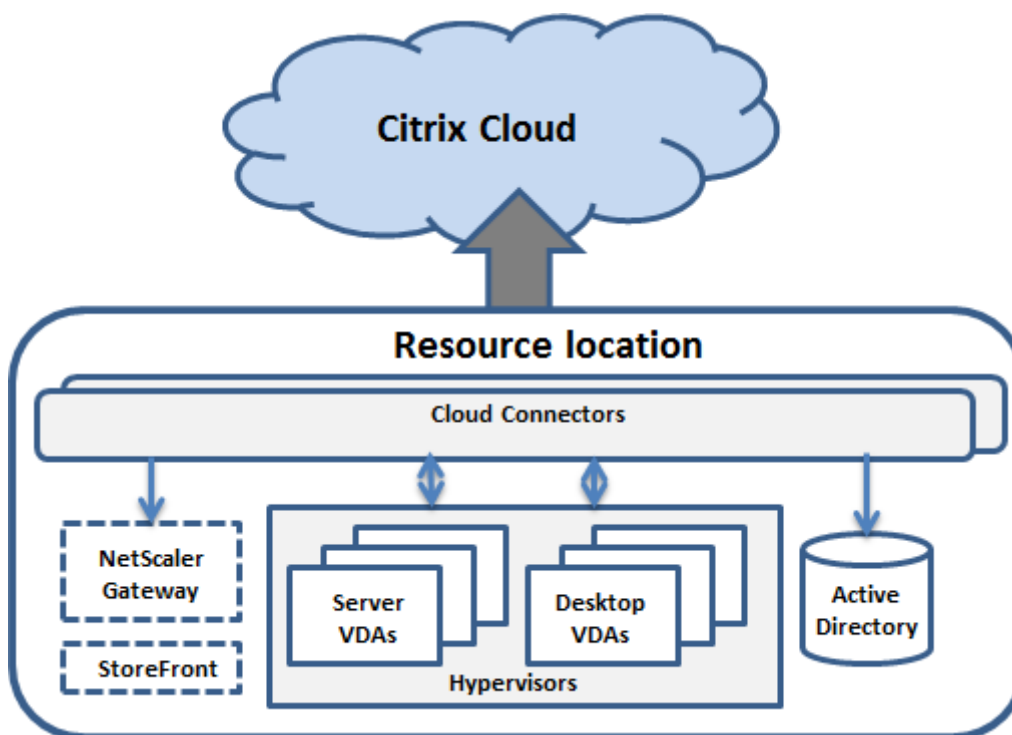 Citrix Cloud
Resource location
Cloud Connectors
NetScaler
Gateway
StoreFront
Server
VDAs
Desktop
VDAs
Hypervisors
Active
Directory